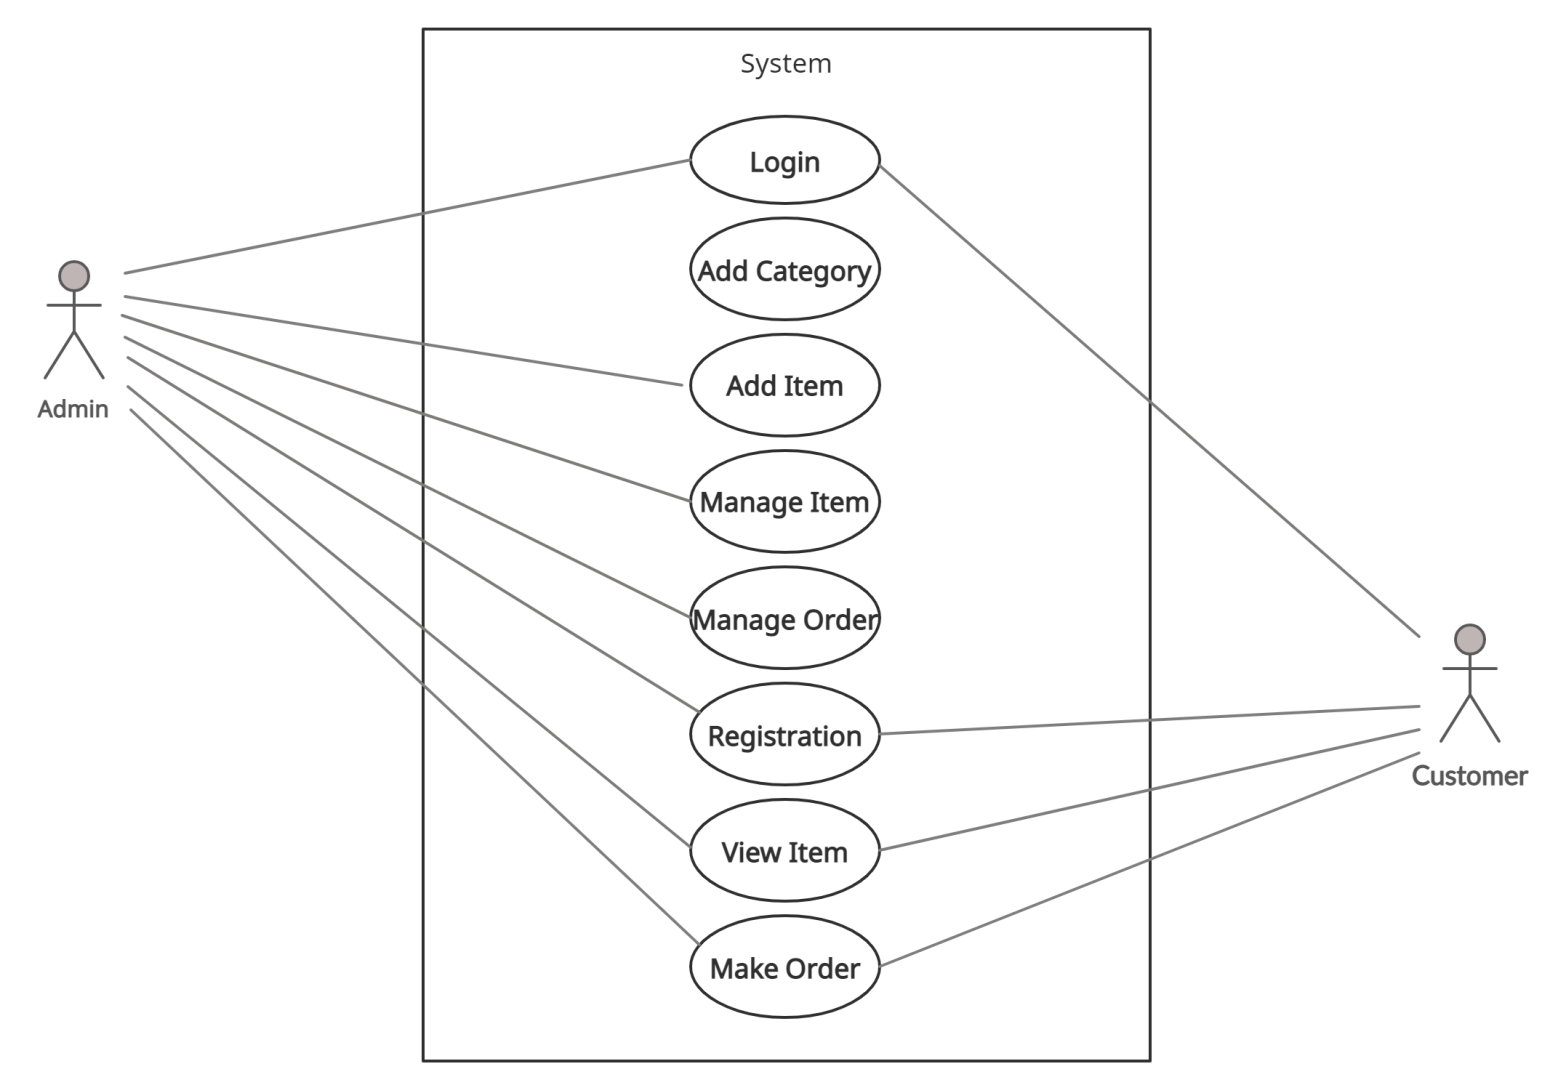 System
Login
Add Category
Add Item
Manage Item
Manage Order
Registration
View Item
Make Order
Admin
Customer